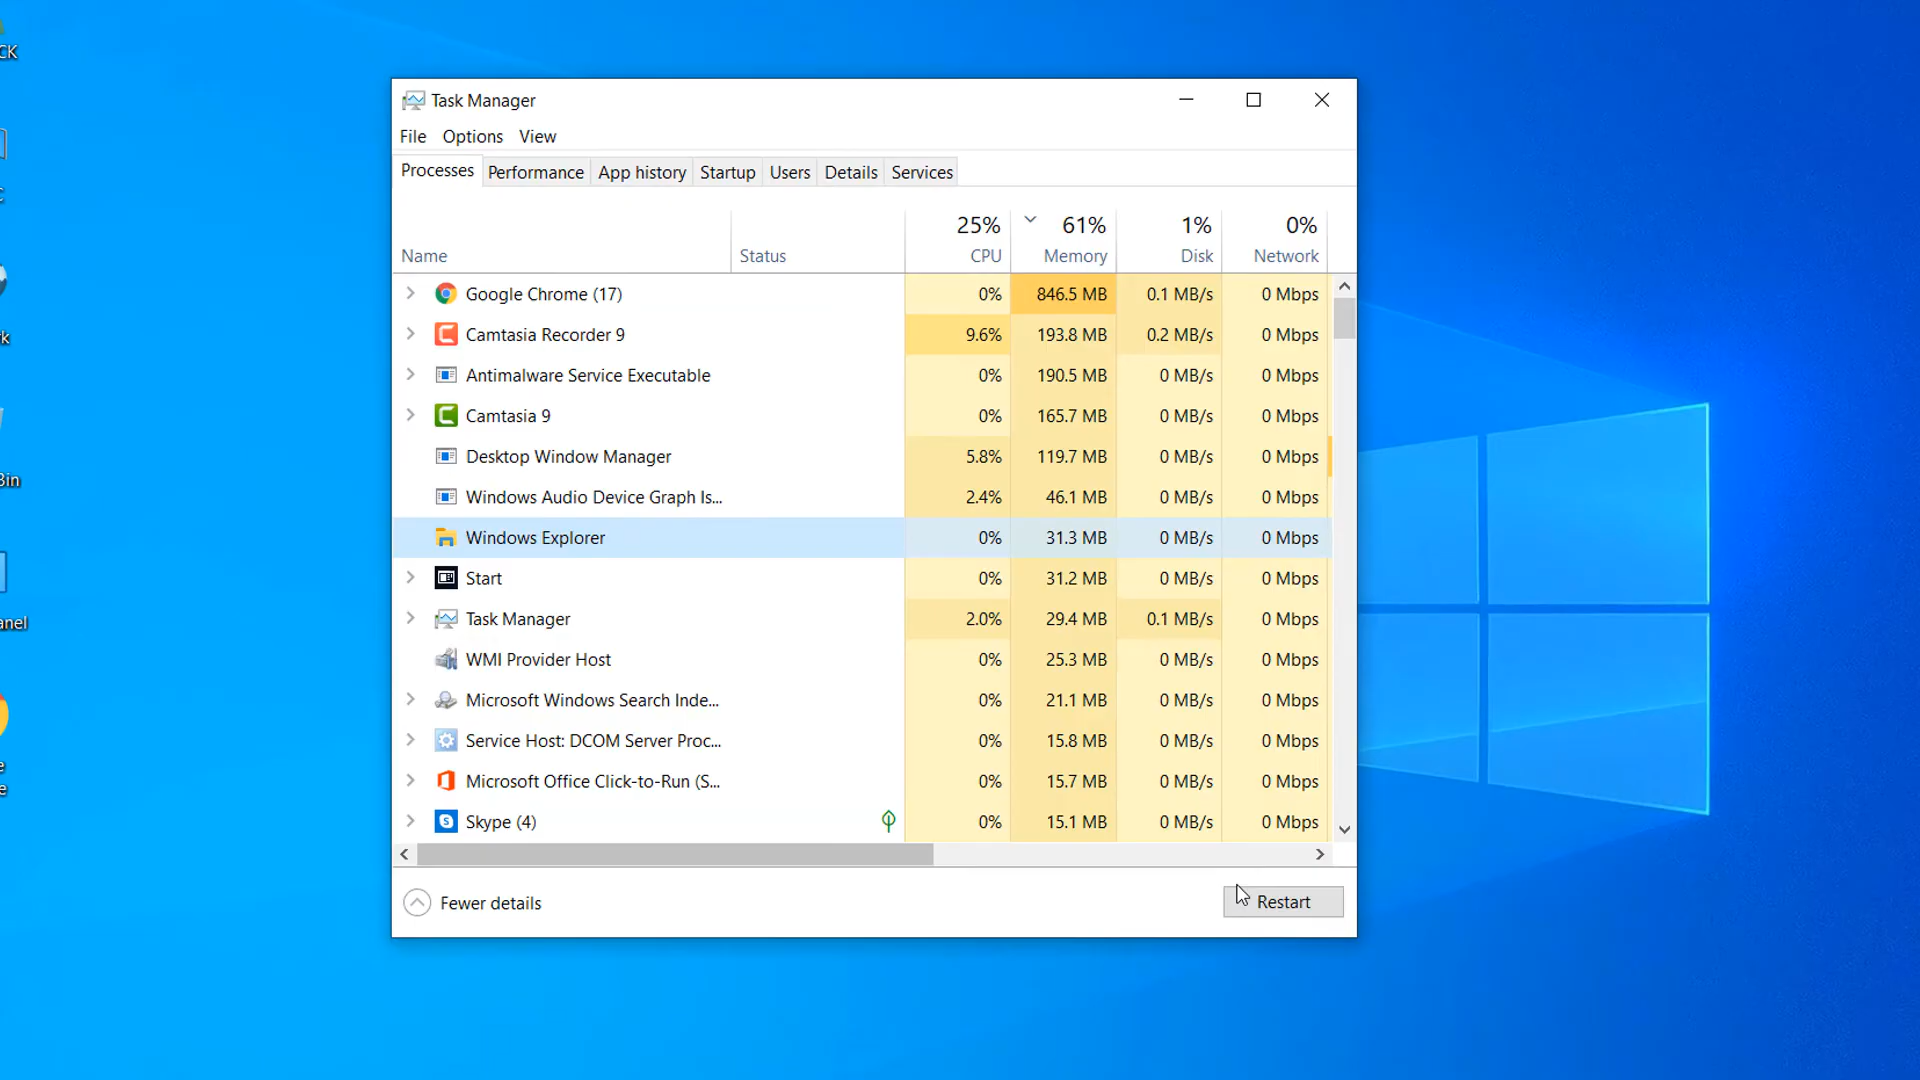 CK
C
k
Bin
anel
e
e
Task Manager
File Options View
Processes Performance App history Startup Users Details Services
25% 61% 1% 0%
Name Status CPU Memory Disk Network
Google Chrome (17) 0% 846.5 MB 0.1 MB/s 0 Mbps
Camtasia Recorder 9 9.6% 193.8 MB 0.2 MB/s 0 Mbps
Antimalware Service Executable 0% 190.5 MB 0 MB/s 0 Mbps
Camtasia 9 0% 165.7 MB 0 MB/s 0 Mbps
Desktop Window Manager 5.8% 119.7 MB 0 MB/s 0 Mbps
Windows Audio Device Graph Is... 2.4% 46.1 MB 0 MB/s 0 Mbps
Windows Explorer 0% 31.3 MB 0 MB/s 0 Mbps
Start 0% 31.2 MB 0 MB/s 0 Mbps
Task Manager 2.0% 29.4 MB 0.1 MB/s 0 Mbps
WMI Provider Host 0% 25.3 MB 0 MB/s 0 Mbps
Microsoft Windows Search Inde... 0% 21.1 MB 0 MB/s 0 Mbps
Service Host: DCOM Server Proc... 0% 15.8 MB 0 MB/s 0 Mbps
Microsoft Office Click-to-Run (S... 0% 15.7 MB 0 MB/s 0 Mbps
Skype (4) 0% 15.1 MB 0 MB/s 0 Mbps
Fewer details Restart